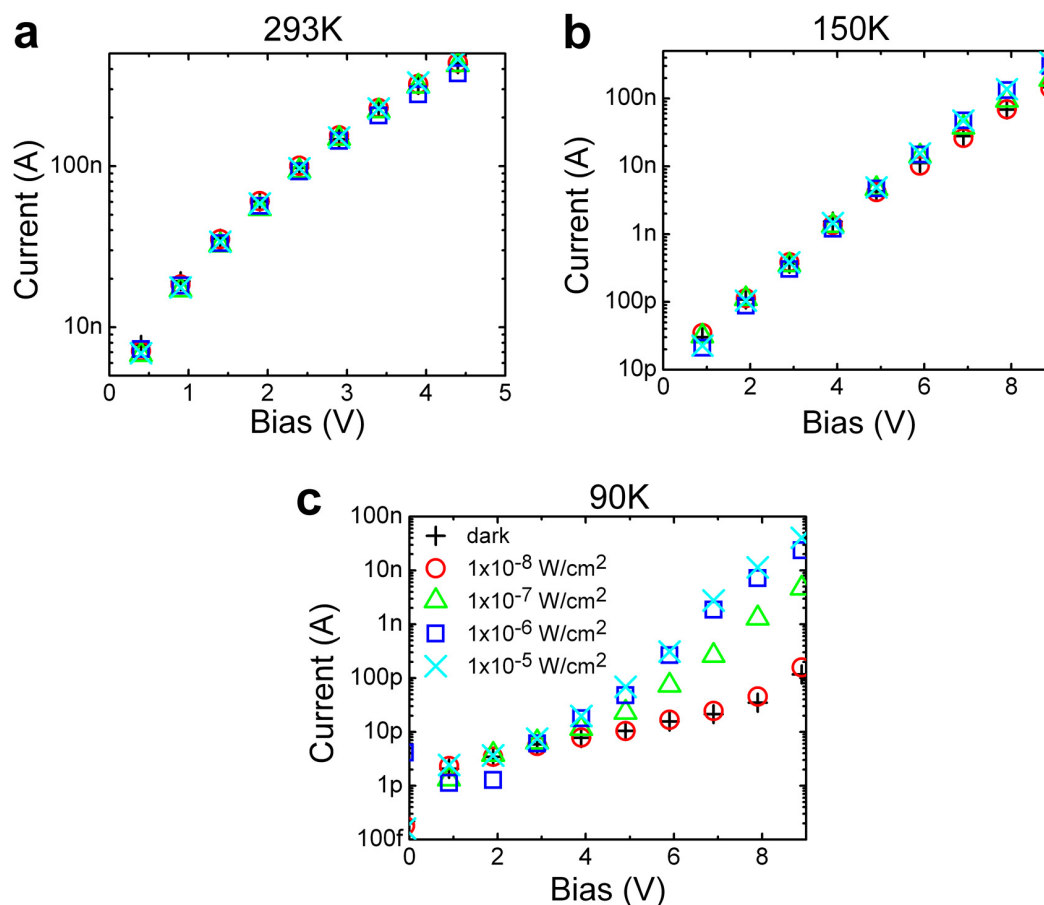 a
293K
Current (A)
100n
10n
0 1 2 3 4 5
Bias (V)
b
150K
Current (A)
100n
10n
1n
100p
10p
0 2 4 6 8
Bias (V)
c
90K
Current (A)
100n
10n
1n
100p
10p
1p
100f
dark
1x10⁻⁸ W/cm²
1x10⁻⁷ W/cm²
1x10⁻⁶ W/cm²
1x10⁻⁵ W/cm²
0 2 4 6 8
Bias (V)